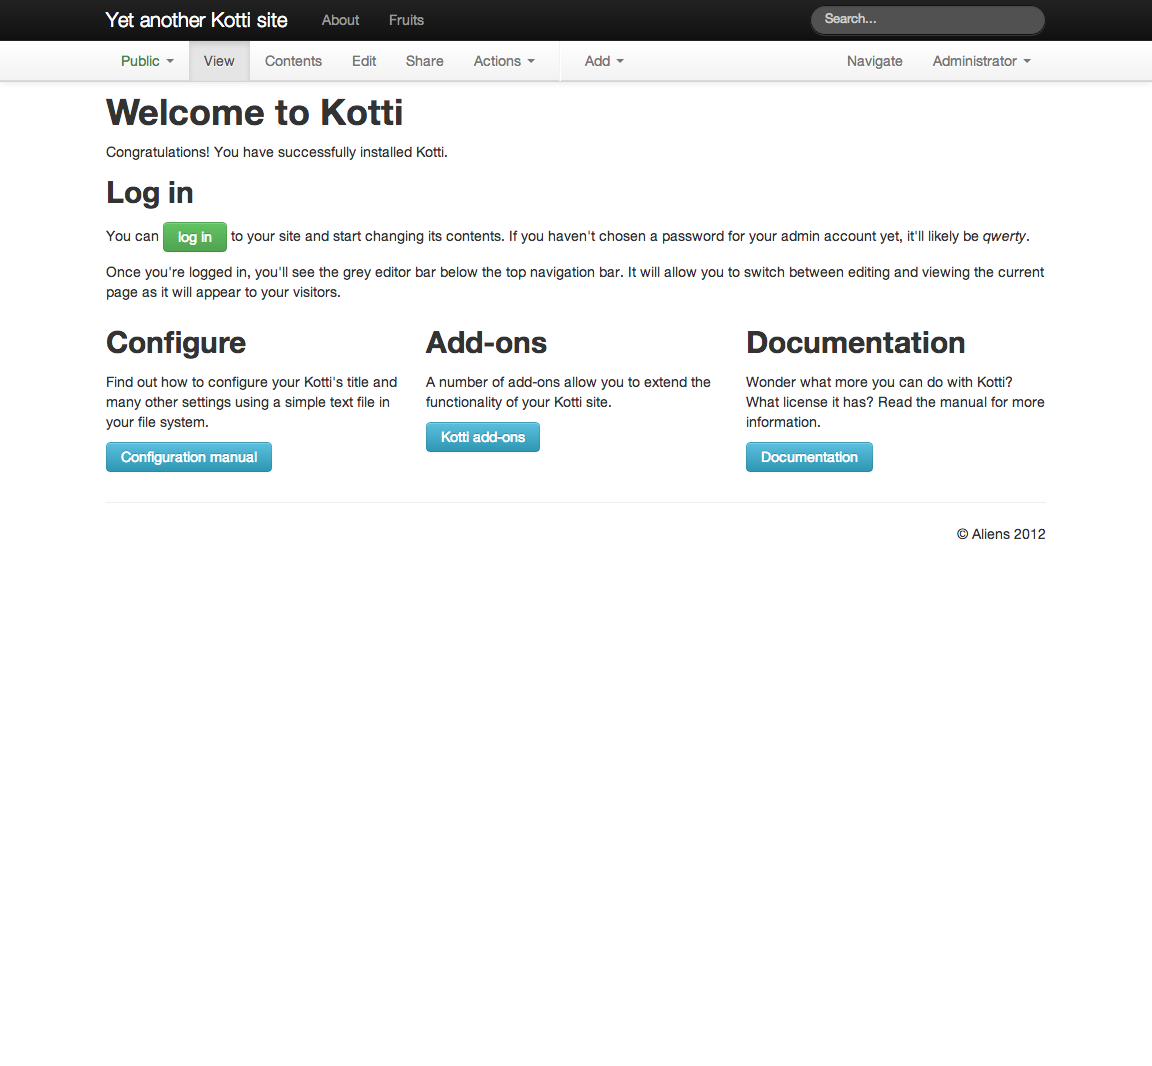 Yet another Kotti site About Fruits Search...
Public View Contents Edit Share Actions Add Navigate Administrator
Welcome to Kotti
Congratulations! You have successfully installed Kotti.
Log in
You can log in to your site and start changing its contents. If you haven't chosen a password for your admin account yet, it'll likely be qwerty.
Once you're logged in, you'll see the grey editor bar below the top navigation bar. It will allow you to switch between editing and viewing the current
page as it will appear to your visitors.
Configure
Find out how to configure your Kotti's title and
many other settings using a simple text file in
your file system.
Configuration manual
Add-ons
A number of add-ons allow you to extend the
functionality of your Kotti site.
Kotti add-ons
Documentation
Wonder what more you can do with Kotti?
What license it has? Read the manual for more
information.
Documentation
© Aliens 2012